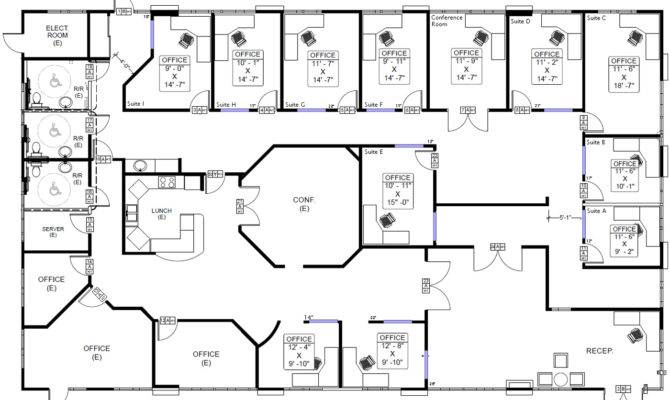 ELECT
ROOM
(E)
R/R
(E)
R/R
(E)
R/R
(E)
SERVER
(E)
OFFICE
(E)
OFFICE
(E)
OFFICE
(E)
LUNCH
(E)
CONF.
(E)
OFFICE
9' - 0"
X
14' -7"
Suite I
OFFICE
10' - 1"
X
14' -7"
Suite H
OFFICE
11' - 7"
X
14' -7"
Suite G
OFFICE
9' - 11"
X
14' -7"
Suite F
Conference
Room
OFFICE
11' - 9"
X
14' -7"
Suite D
OFFICE
11' - 2"
X
14' -7"
Suite C
OFFICE
11' - 6"
X
18' -7"
Suite E
OFFICE
10' - 11"
X
15' -0"
Suite B
OFFICE
11' - 6"
X
10' -1"
Suite A
OFFICE
11' - 6"
X
9' - 2"
5'-1"
14"
OFFICE
12' - 4"
X
9' -10"
OFFICE
12' - 8"
X
9' -10"
RECEP.